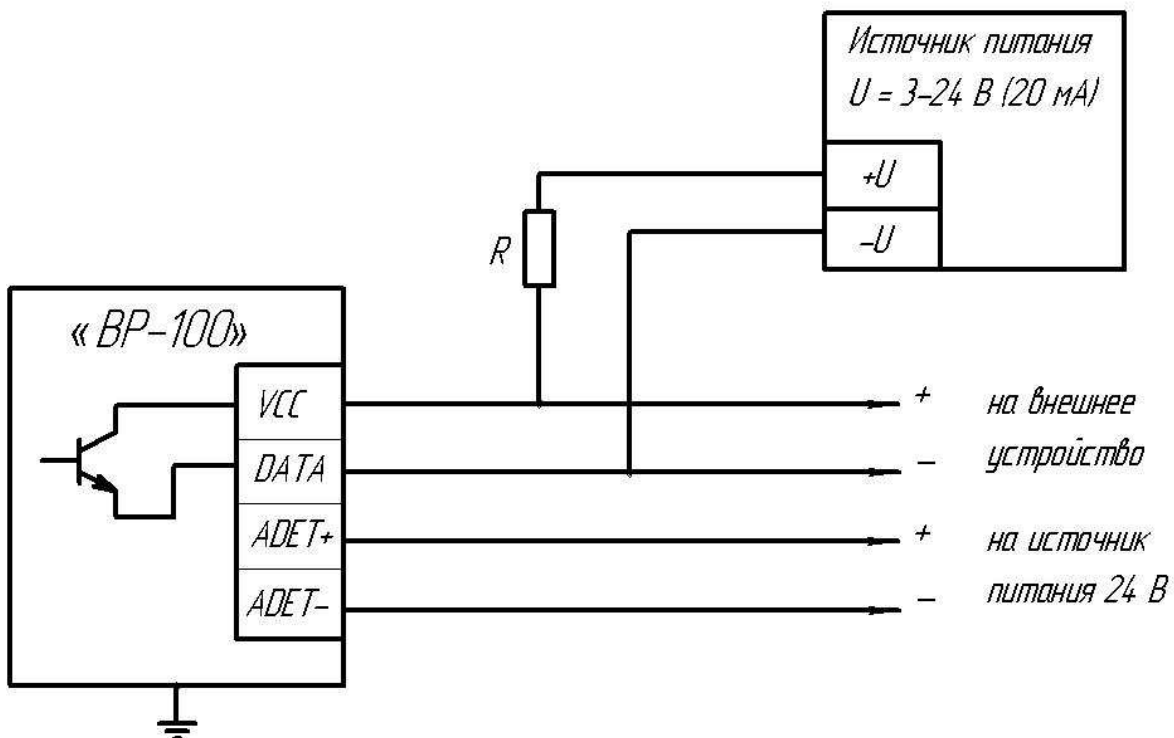 Источник питания
U = 3–24 В (20 мА)
+U
–U
R
«ВР–100»
VCC
DATA
ADET+
ADET–
+ на внешнее
– устройство
+ на источник
– питания 24 В